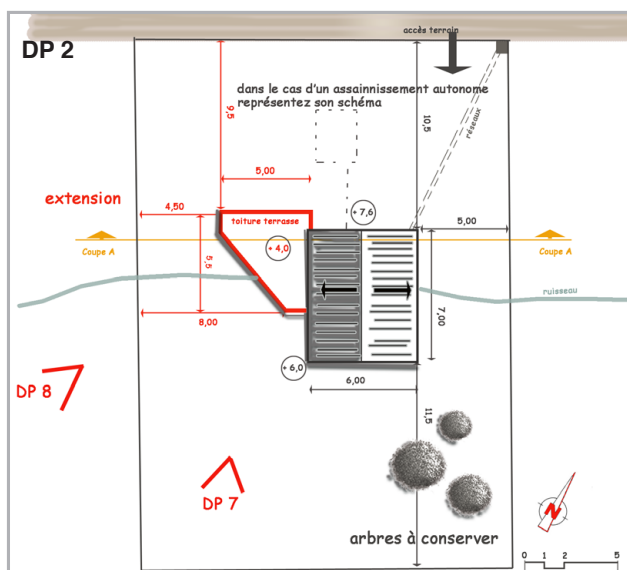 accès terrain
DP 2
dans le cas d'un assainnissement autonome
représentez son schéma
réseaux
9,5
10,5
5,00
extension
4,50
toiture terrasse
+ 7,6
5,00
Coupe A
+ 4,0
Coupe A
5,5
ruisseau
8,00
7,00
+ 6,0
6,00
DP 8
11,5
DP 7
N
arbres à conserver
0 1 2 5